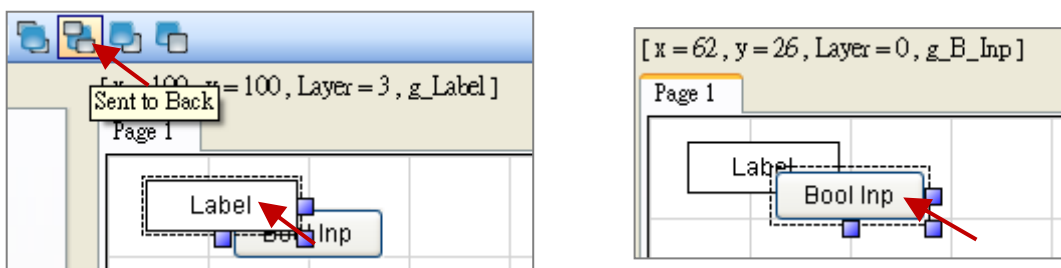 [ x = 100 , y = 100 , Layer = 3 , g_Label ]
Sent to Back
Page 1
Label
Bool Inp
[ x = 62 , y = 26 , Layer = 0 , g_B_Inp ]
Page 1
Label
Bool Inp